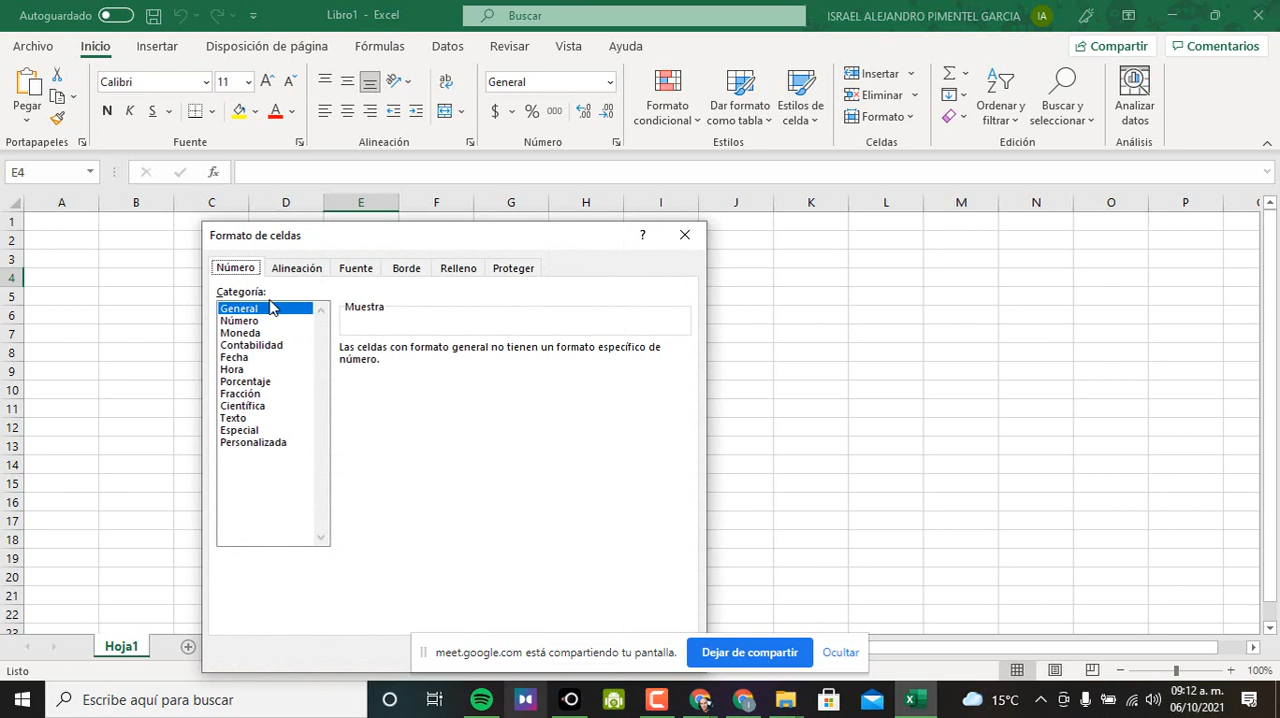 Autoguardado
Libro1 - Excel
Buscar
ISRAEL ALEJANDRO PIMENTEL GARCIA
IA
Archivo Inicio Insertar Disposición de página Fórmulas Datos Revisar Vista Ayuda
Compartir Comentarios
Pegar
Calibri 11
N K S
General
$ % 000
Formato condicional
Dar formato como tabla
Estilos de celda
Insertar
Eliminar
Formato
Ordenar y filtrar
Buscar y seleccionar
Analizar datos
Portapapeles Fuente Alineación Número Estilos Celdas Edición Análisis
E4 fx
A B C D E F G H I J K L M N O P
1
2
3
4
5
6
7
8
9
10
11
12
13
14
15
16
17
18
19
20
21
22
23
Formato de celdas ?
Número Alineación Fuente Borde Relleno Proteger
Categoría:
General
Número
Moneda
Contabilidad
Fecha
Hora
Porcentaje
Fracción
Científica
Texto
Especial
Personalizada
Muestra
Las celdas con formato general no tienen un formato específico de
número.
meet.google.com está compartiendo tu pantalla. Dejar de compartir Ocultar
Hoja1
Listo
100%
Escribe aquí para buscar
15°C
09:12 a. m.
06/10/2021